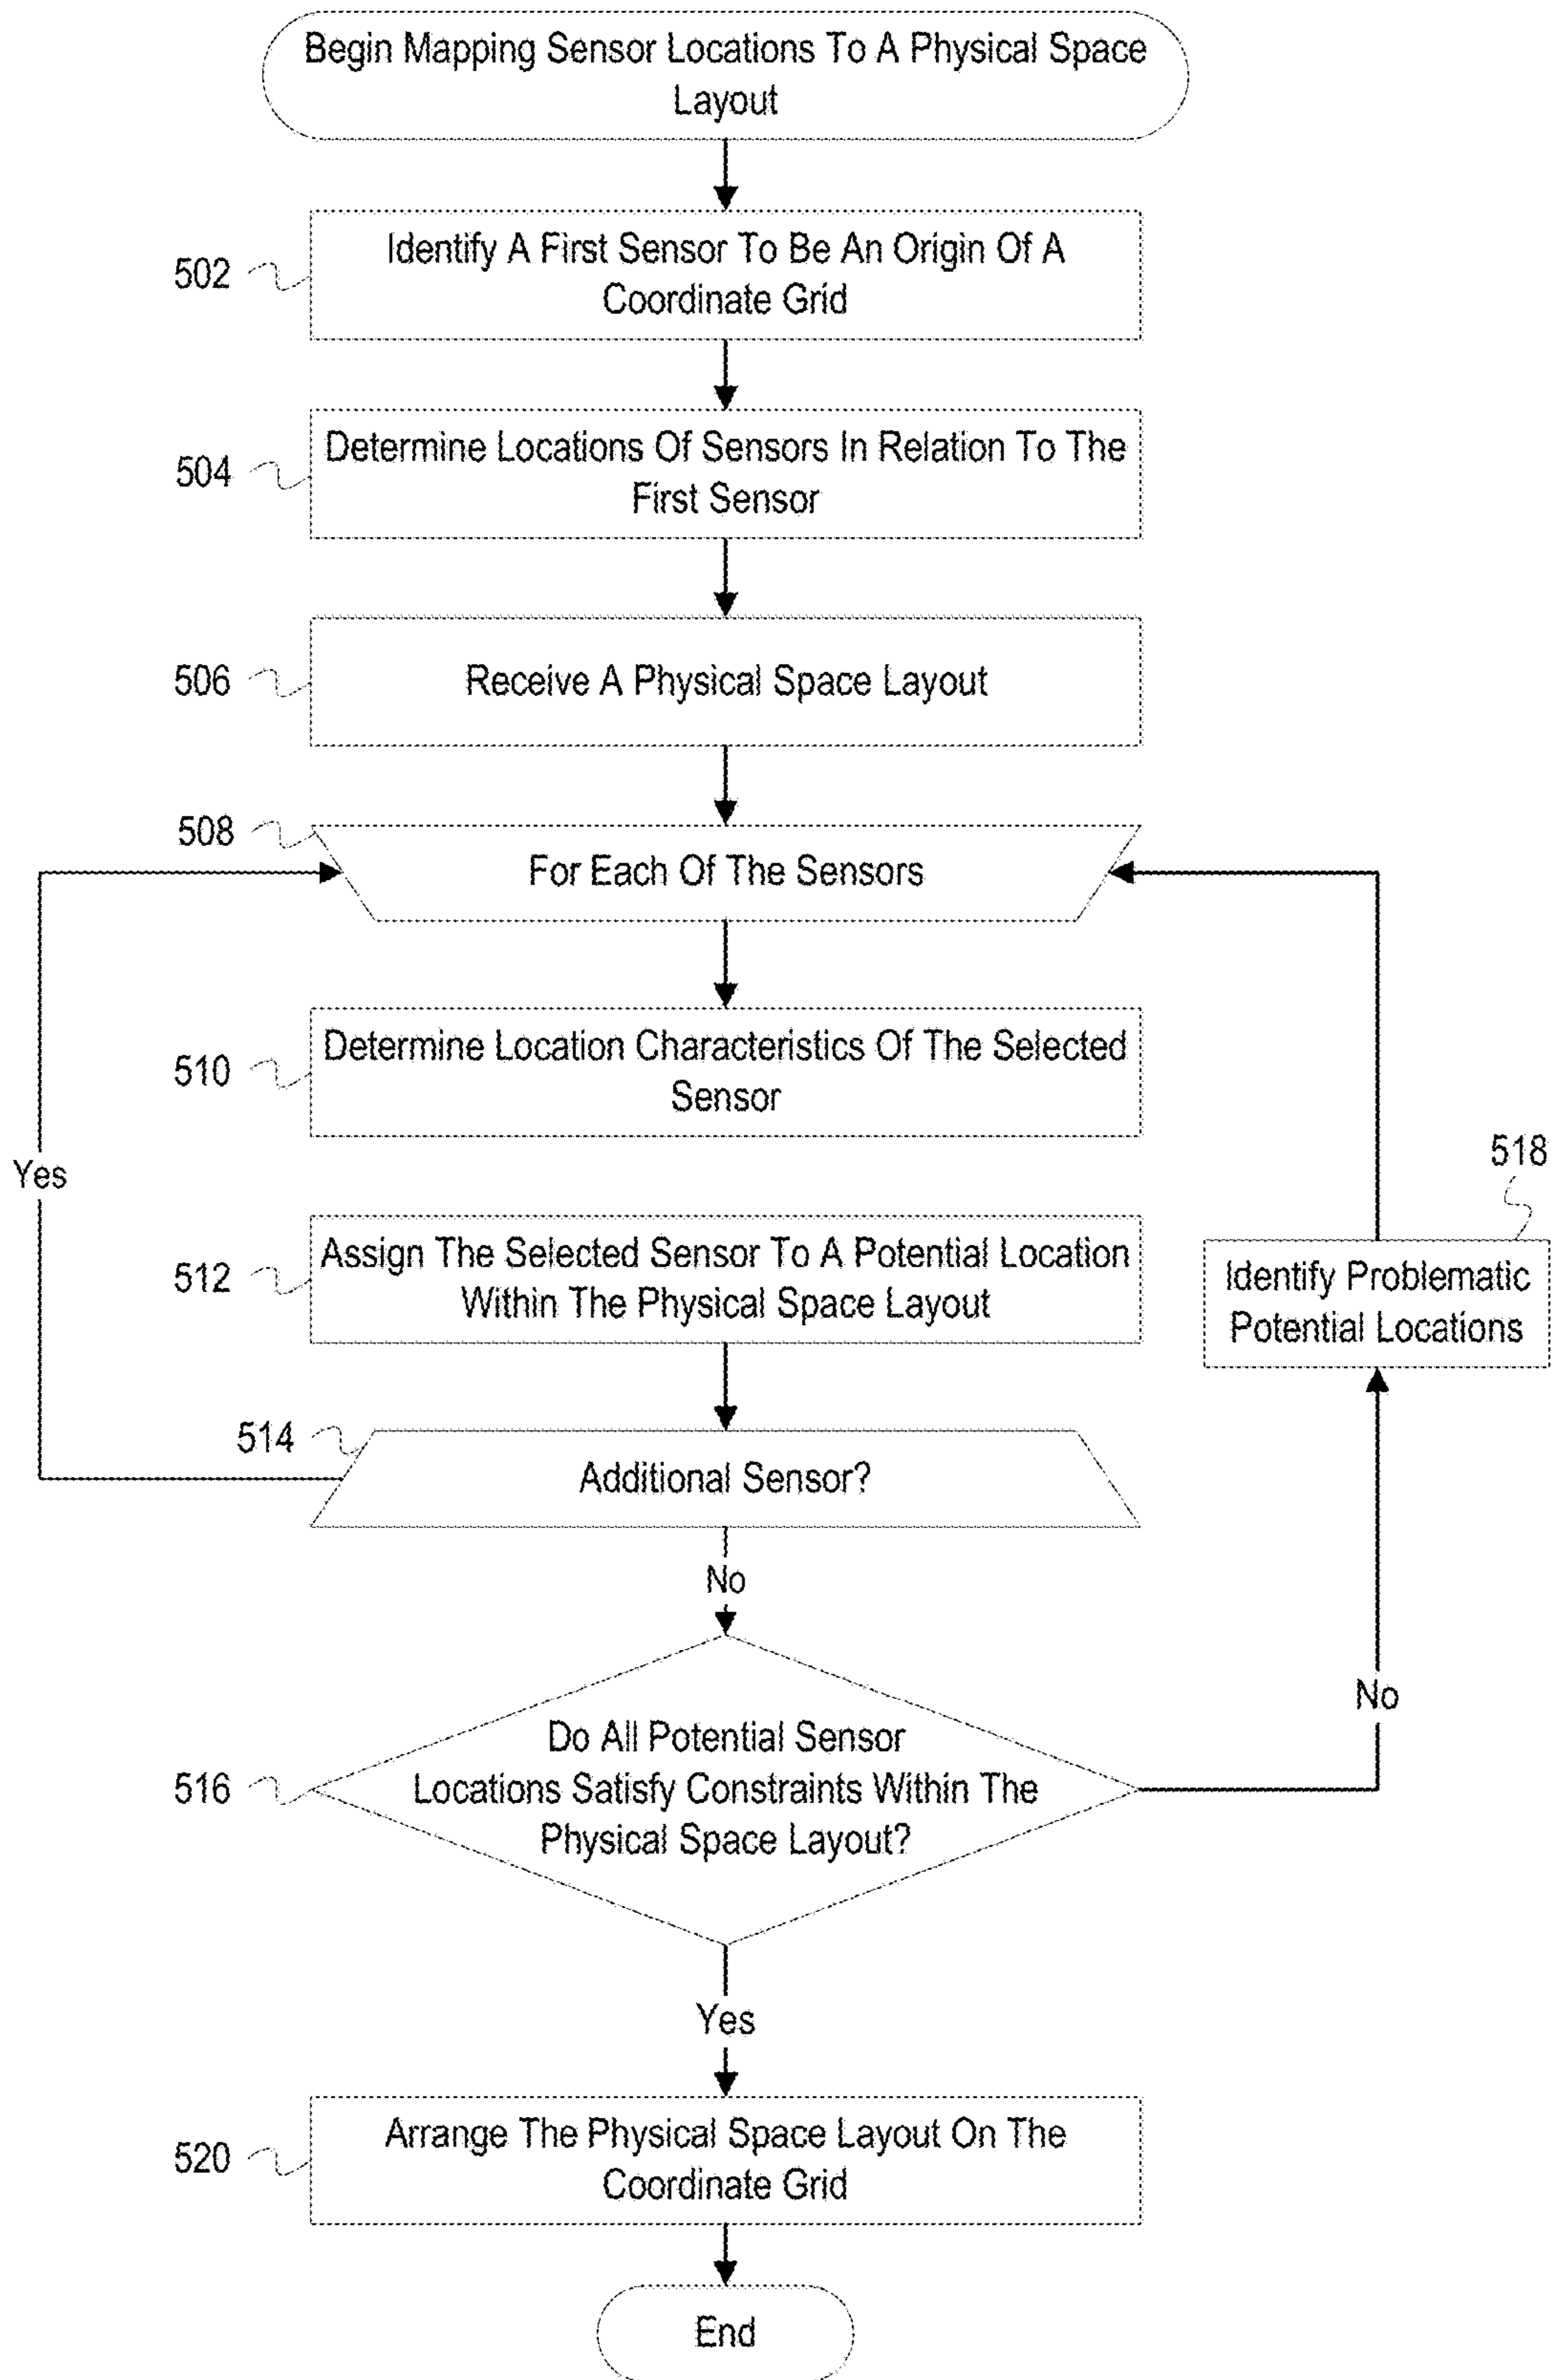 Begin Mapping Sensor Locations To A Physical Space
Layout
502
Identify A First Sensor To Be An Origin Of A
Coordinate Grid
504
Determine Locations Of Sensors In Relation To The
First Sensor
506
Receive A Physical Space Layout
508
For Each Of The Sensors
510
Determine Location Characteristics Of The Selected
Sensor
Yes
518
512
Assign The Selected Sensor To A Potential Location
Within The Physical Space Layout
Identify Problematic
Potential Locations
514
Additional Sensor?
No
No
516
Do All Potential Sensor
Locations Satisfy Constraints Within The
Physical Space Layout?
Yes
520
Arrange The Physical Space Layout On The
Coordinate Grid
End